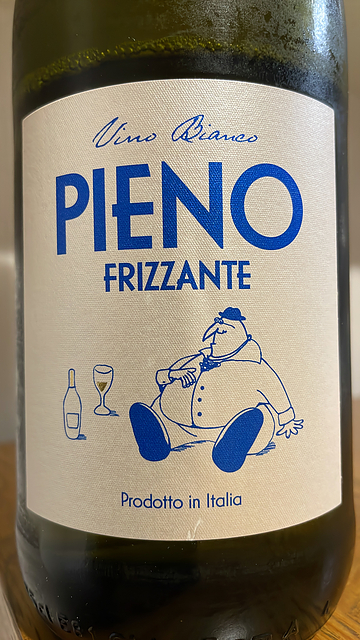 Vino Bianco
PIENO
FRIZZANTE
Prodotto in Italia